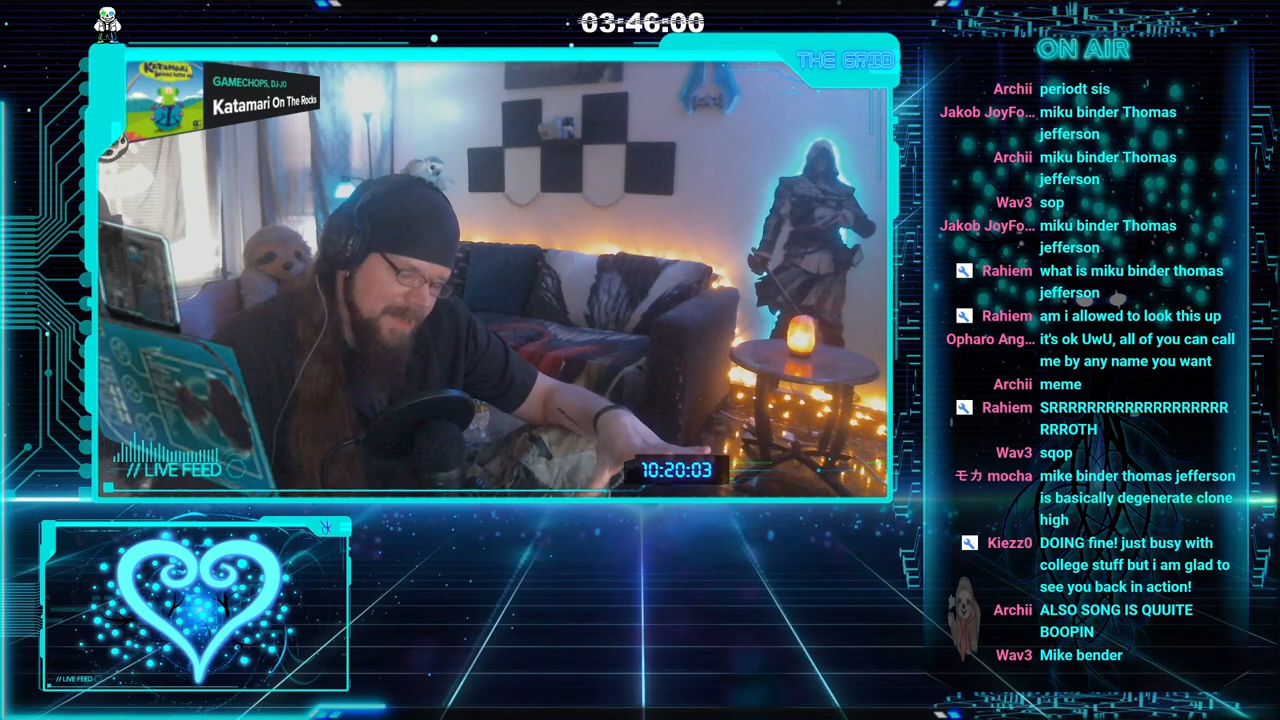 03:46:00
THE GRID
KATAMARI
GAMECHOPS, DJ-JO
Katamari On The Rocks
// LIVE FEED
10:20:03
// LIVE FEED
ON AIR
Archii periodt sis
Jakob JoyFo... miku binder Thomas
jefferson
Archii miku binder Thomas
jefferson
Wav3 sop
Jakob JoyFo... miku binder Thomas
jefferson
Rahiem what is miku binder thomas
jefferson
Rahiem am i allowed to look this up
Opharo Ang... it's ok UwU, all of you can call
me by any name you want
Archii meme
Rahiem SRRRRRRRRRRRRRRRRRRR
RRROTH
Wav3 sqop
モカ mocha mike binder thomas jefferson
is basically degenerate clone
high
Kiezz0 DOING fine! just busy with
college stuff but i am glad to
see you back in action!
Archii ALSO SONG IS QUUITE
BOOPIN
Wav3 Mike bender